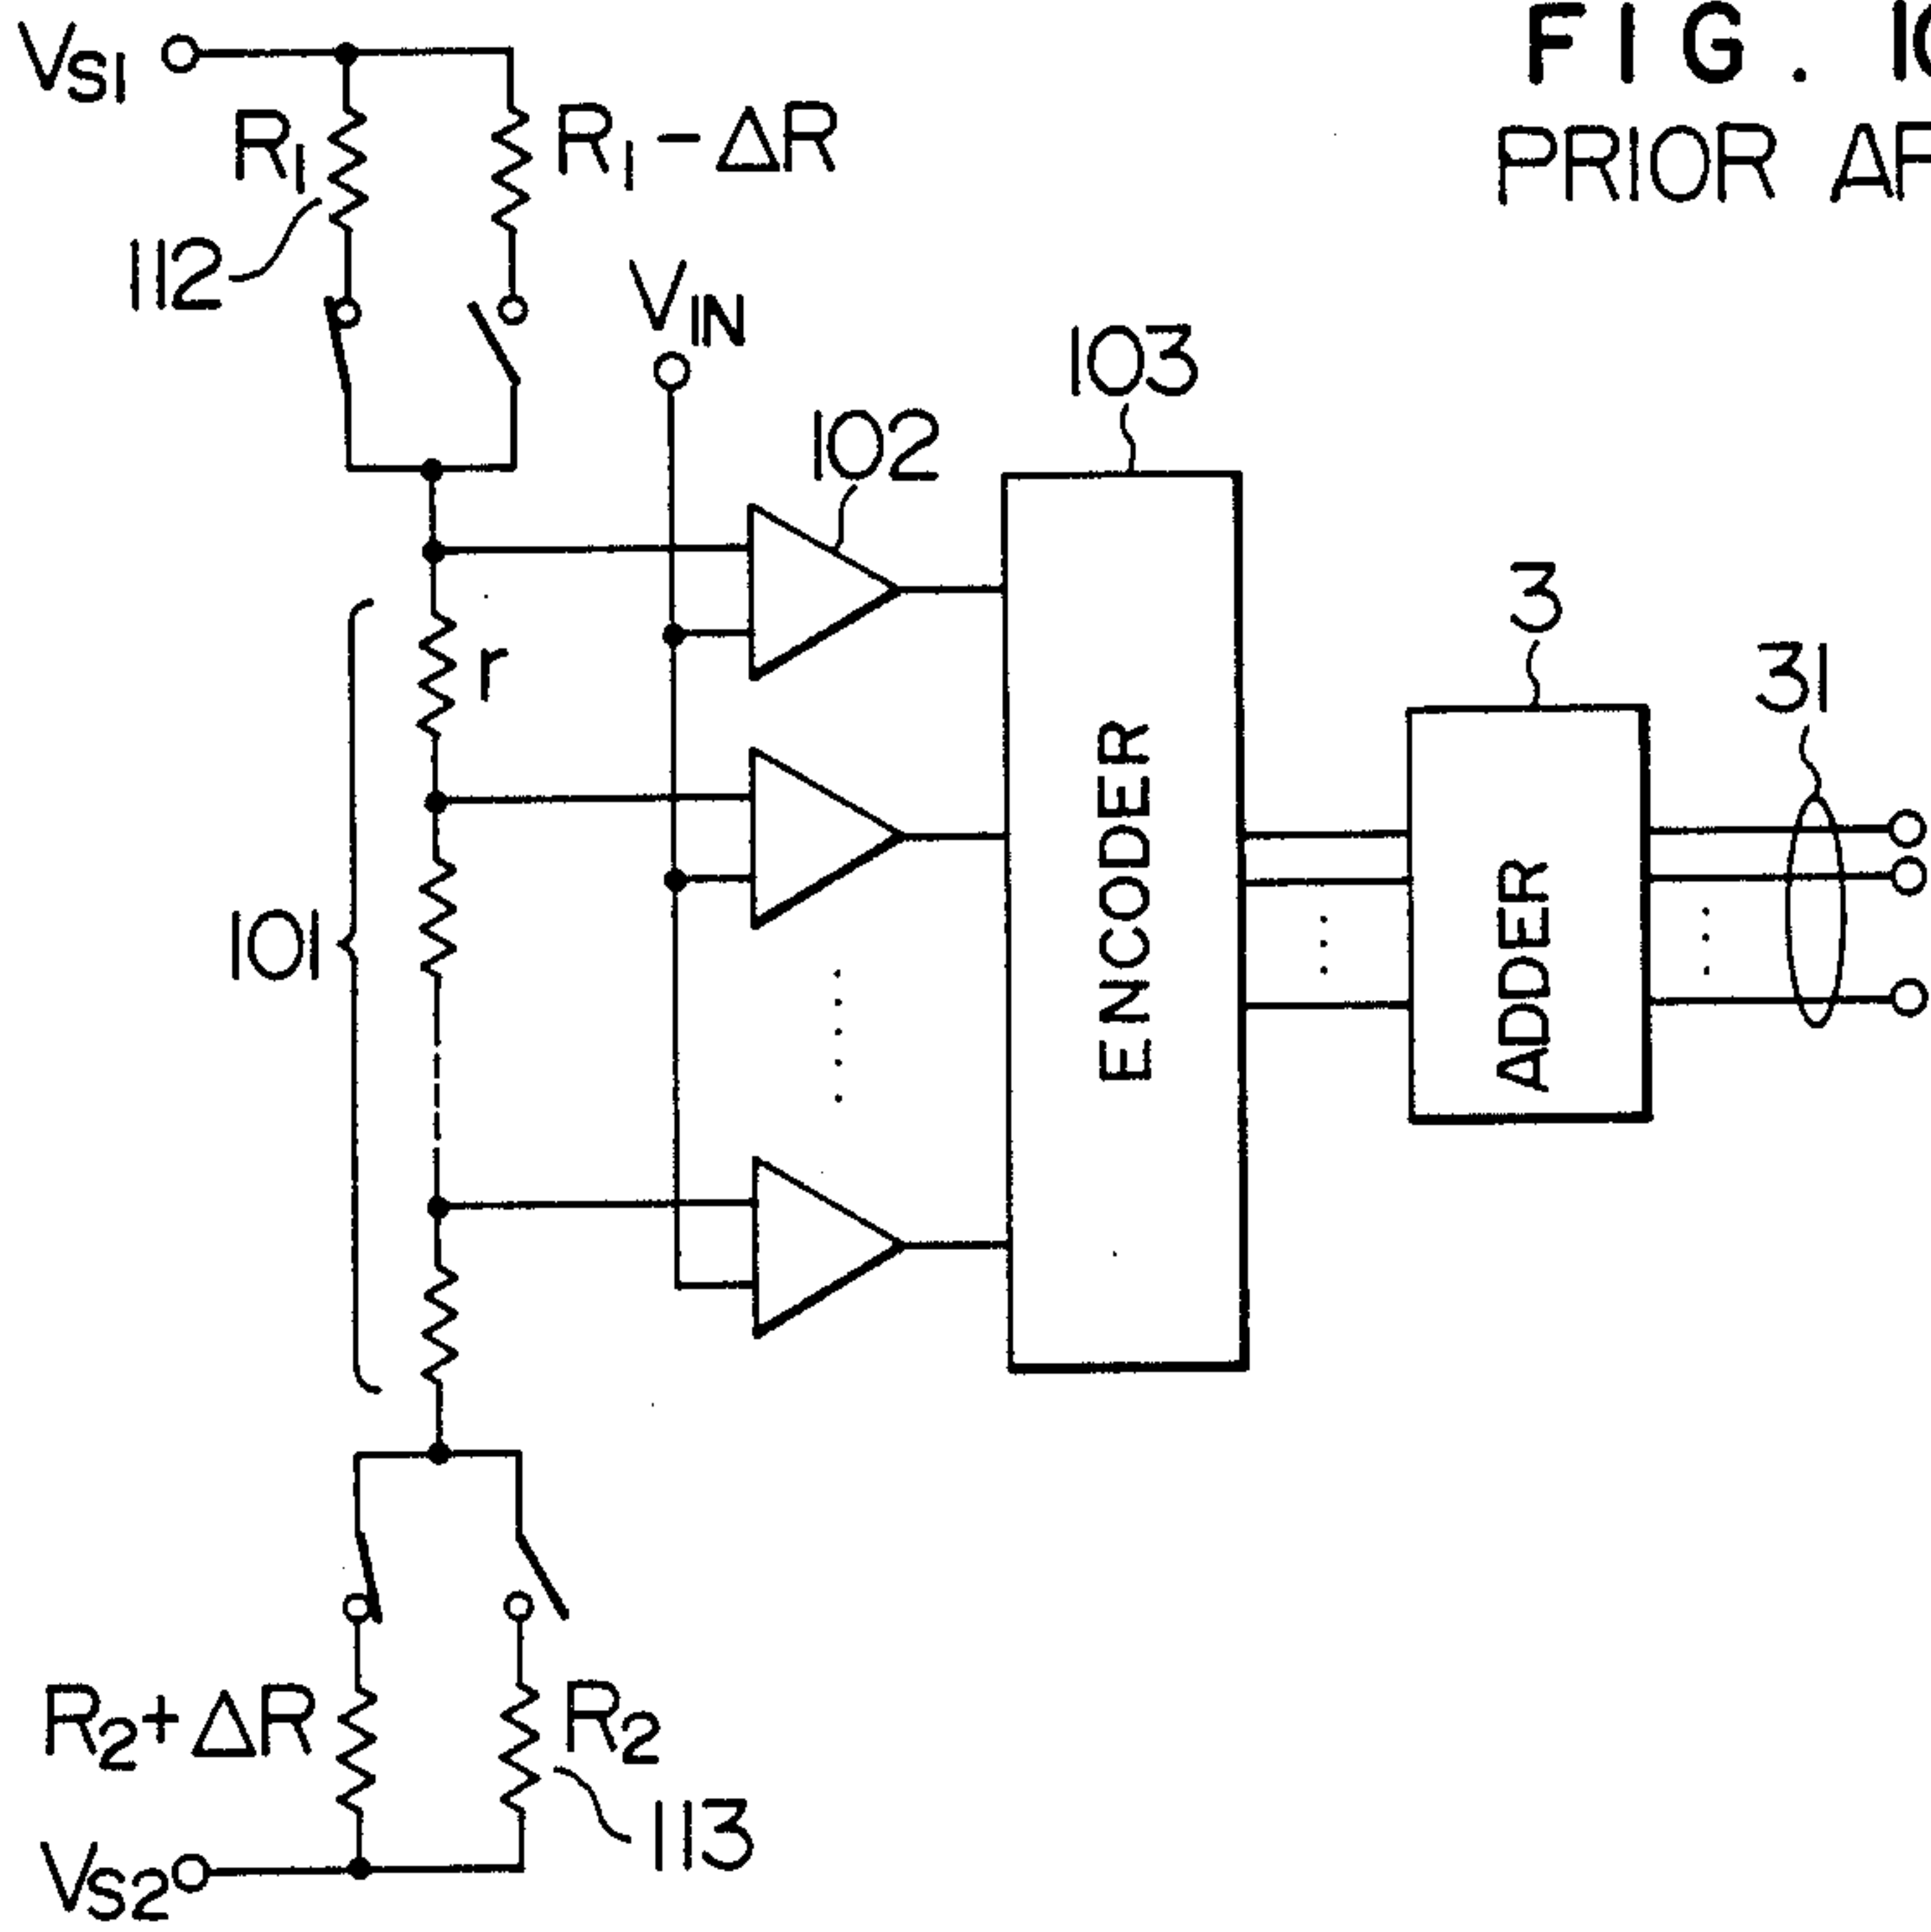 FIG. 10
PRIOR AR
VS1
R1
R1-ΔR
112
VIN
103
102
3
31
r
ENCODER
ADDER
101
R2+ΔR
R2
113
VS2